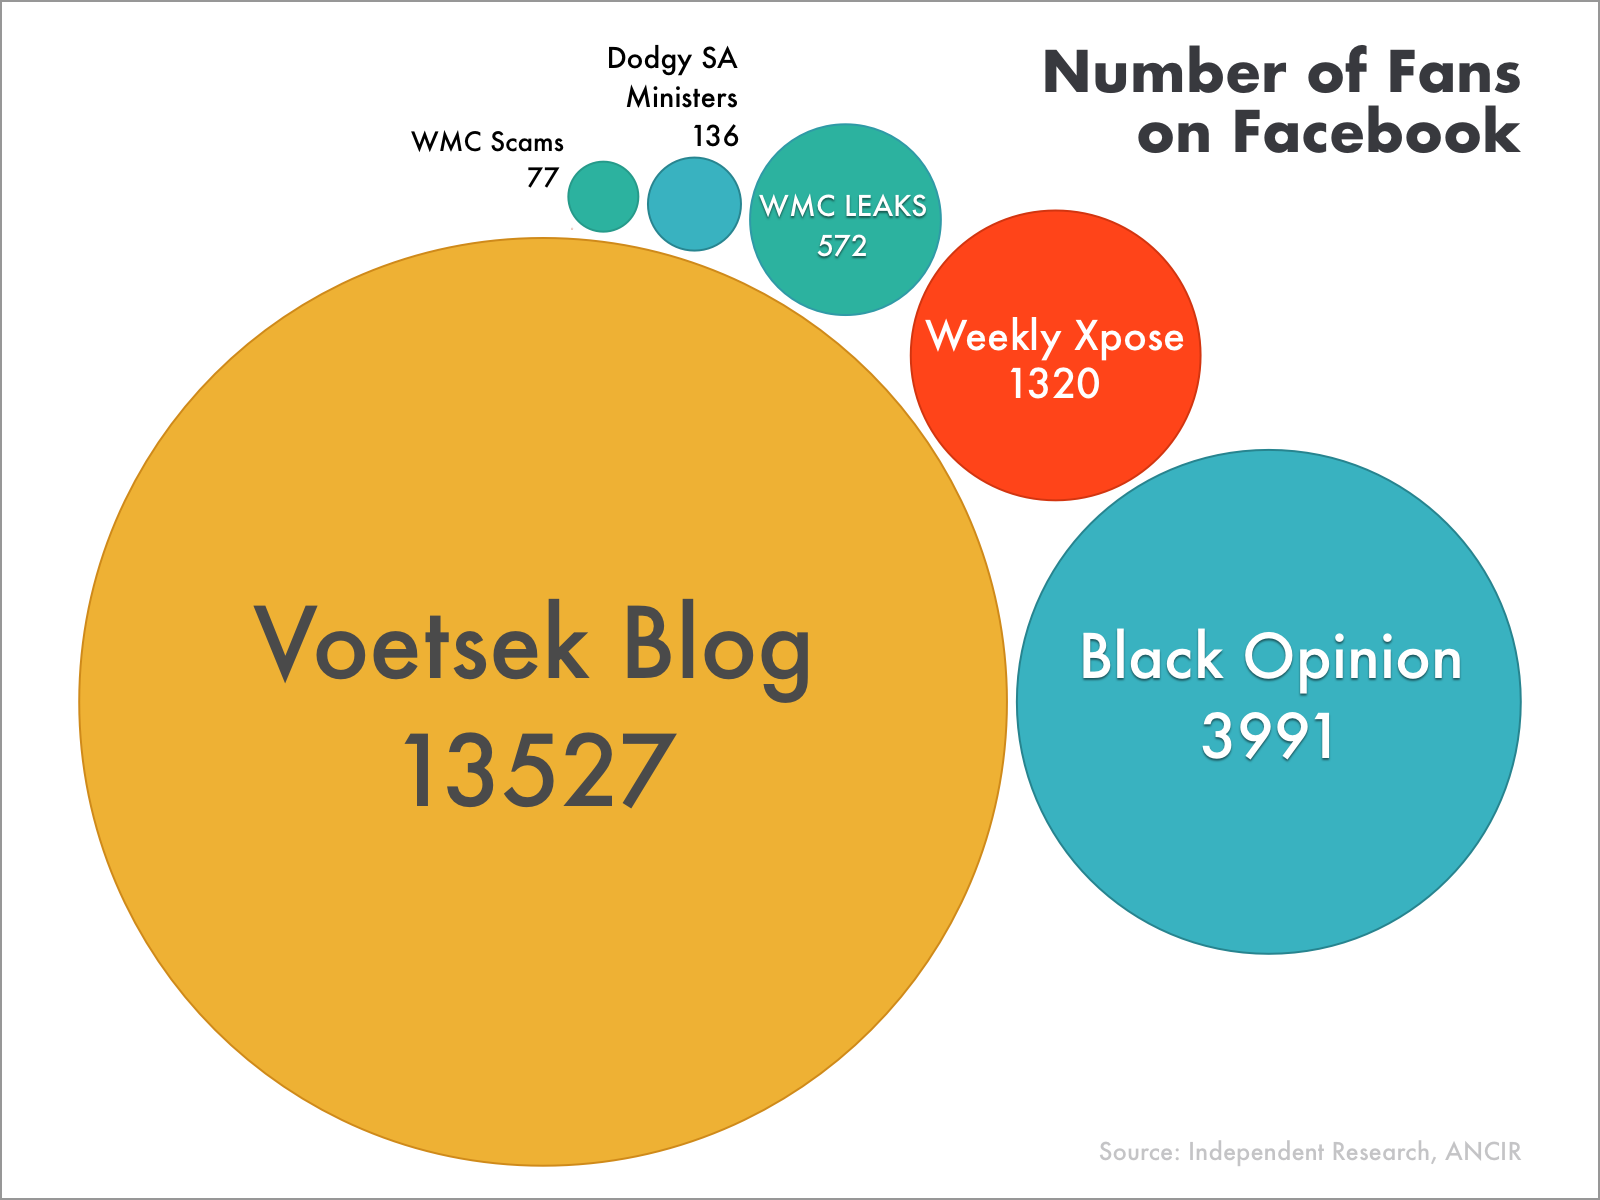 Number of Fans
on Facebook
Dodgy SA
Ministers
136
WMC Scams
77
WMC LEAKS
572
Weekly Xpose
1320
Voetsek Blog
13527
Black Opinion
3991
Source: Independent Research, ANCIR